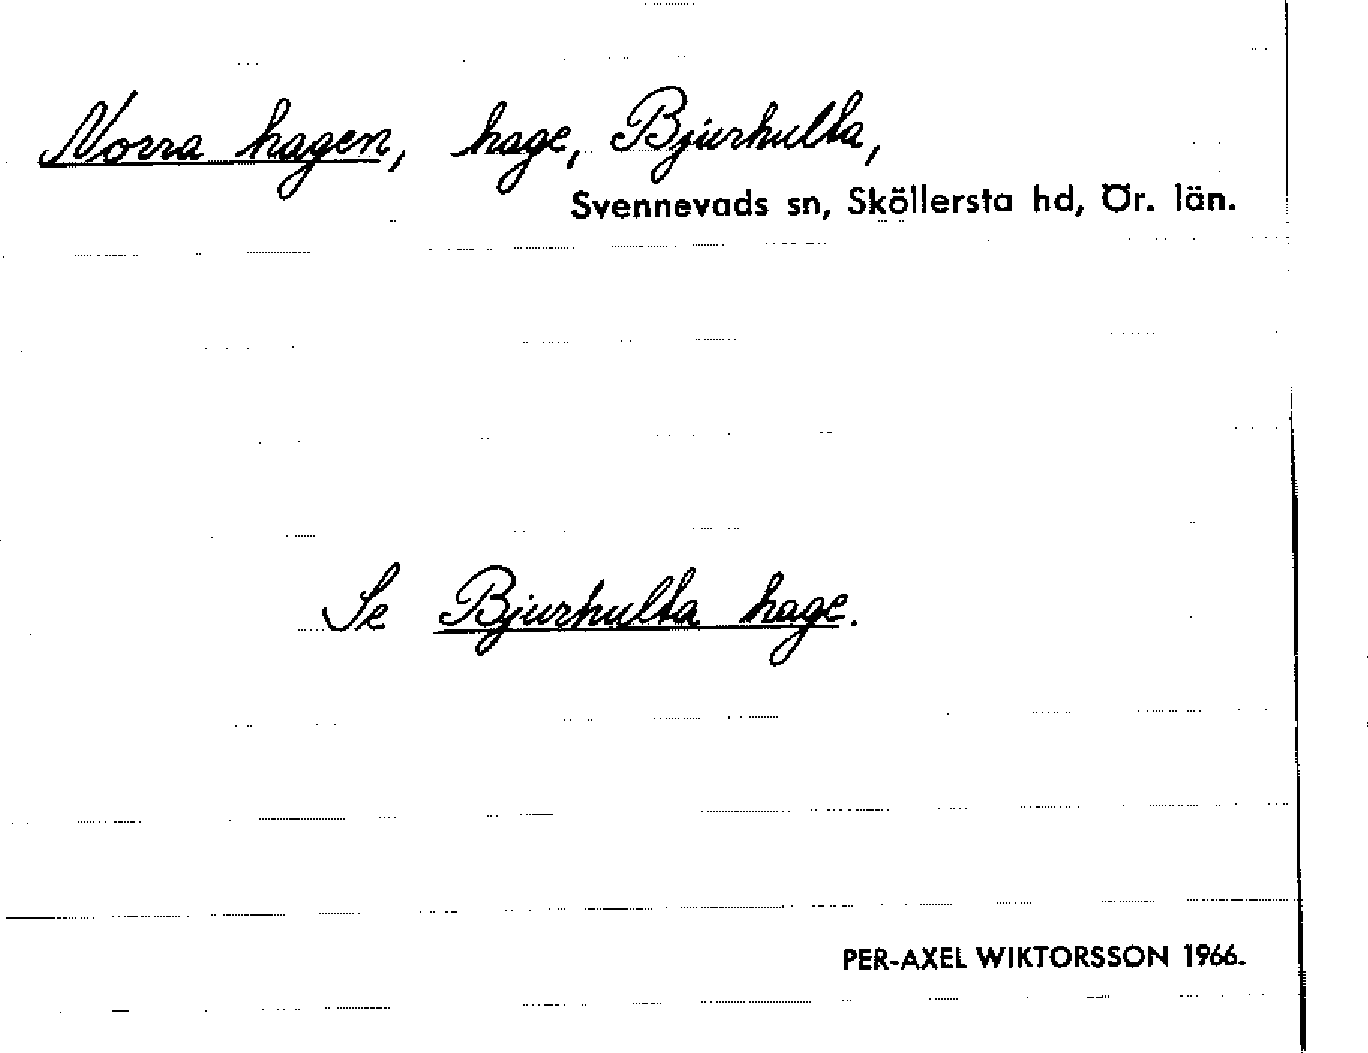 Norra hagen, hage, Bjurhulta,
Svennevads sn, Sköllersta hd, Ör. län.
Se Bjurhulta hage.
PER-AXEL WIKTORSSON 1966.